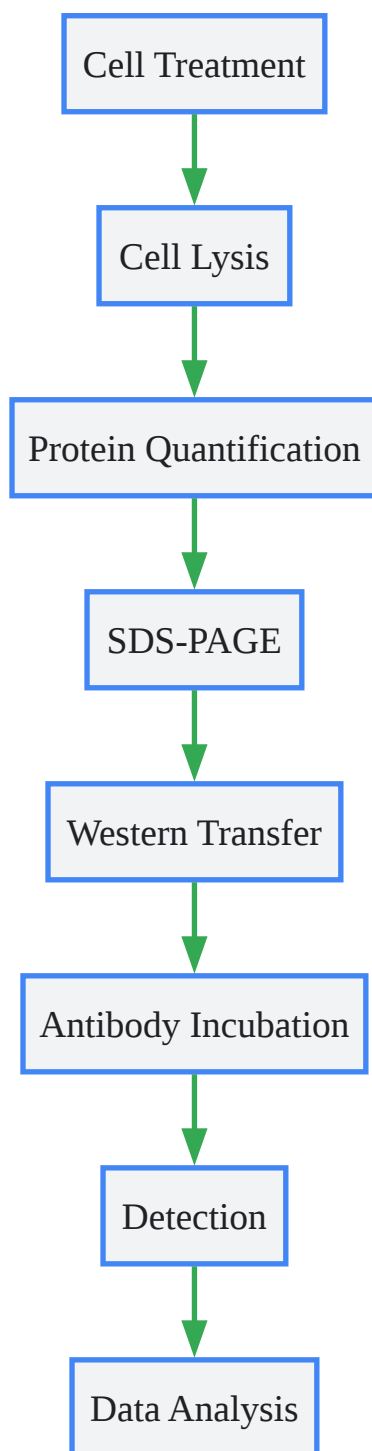 Cell Treatment
Cell Lysis
Protein Quantification
SDS-PAGE
Western Transfer
Antibody Incubation
Detection
Data Analysis